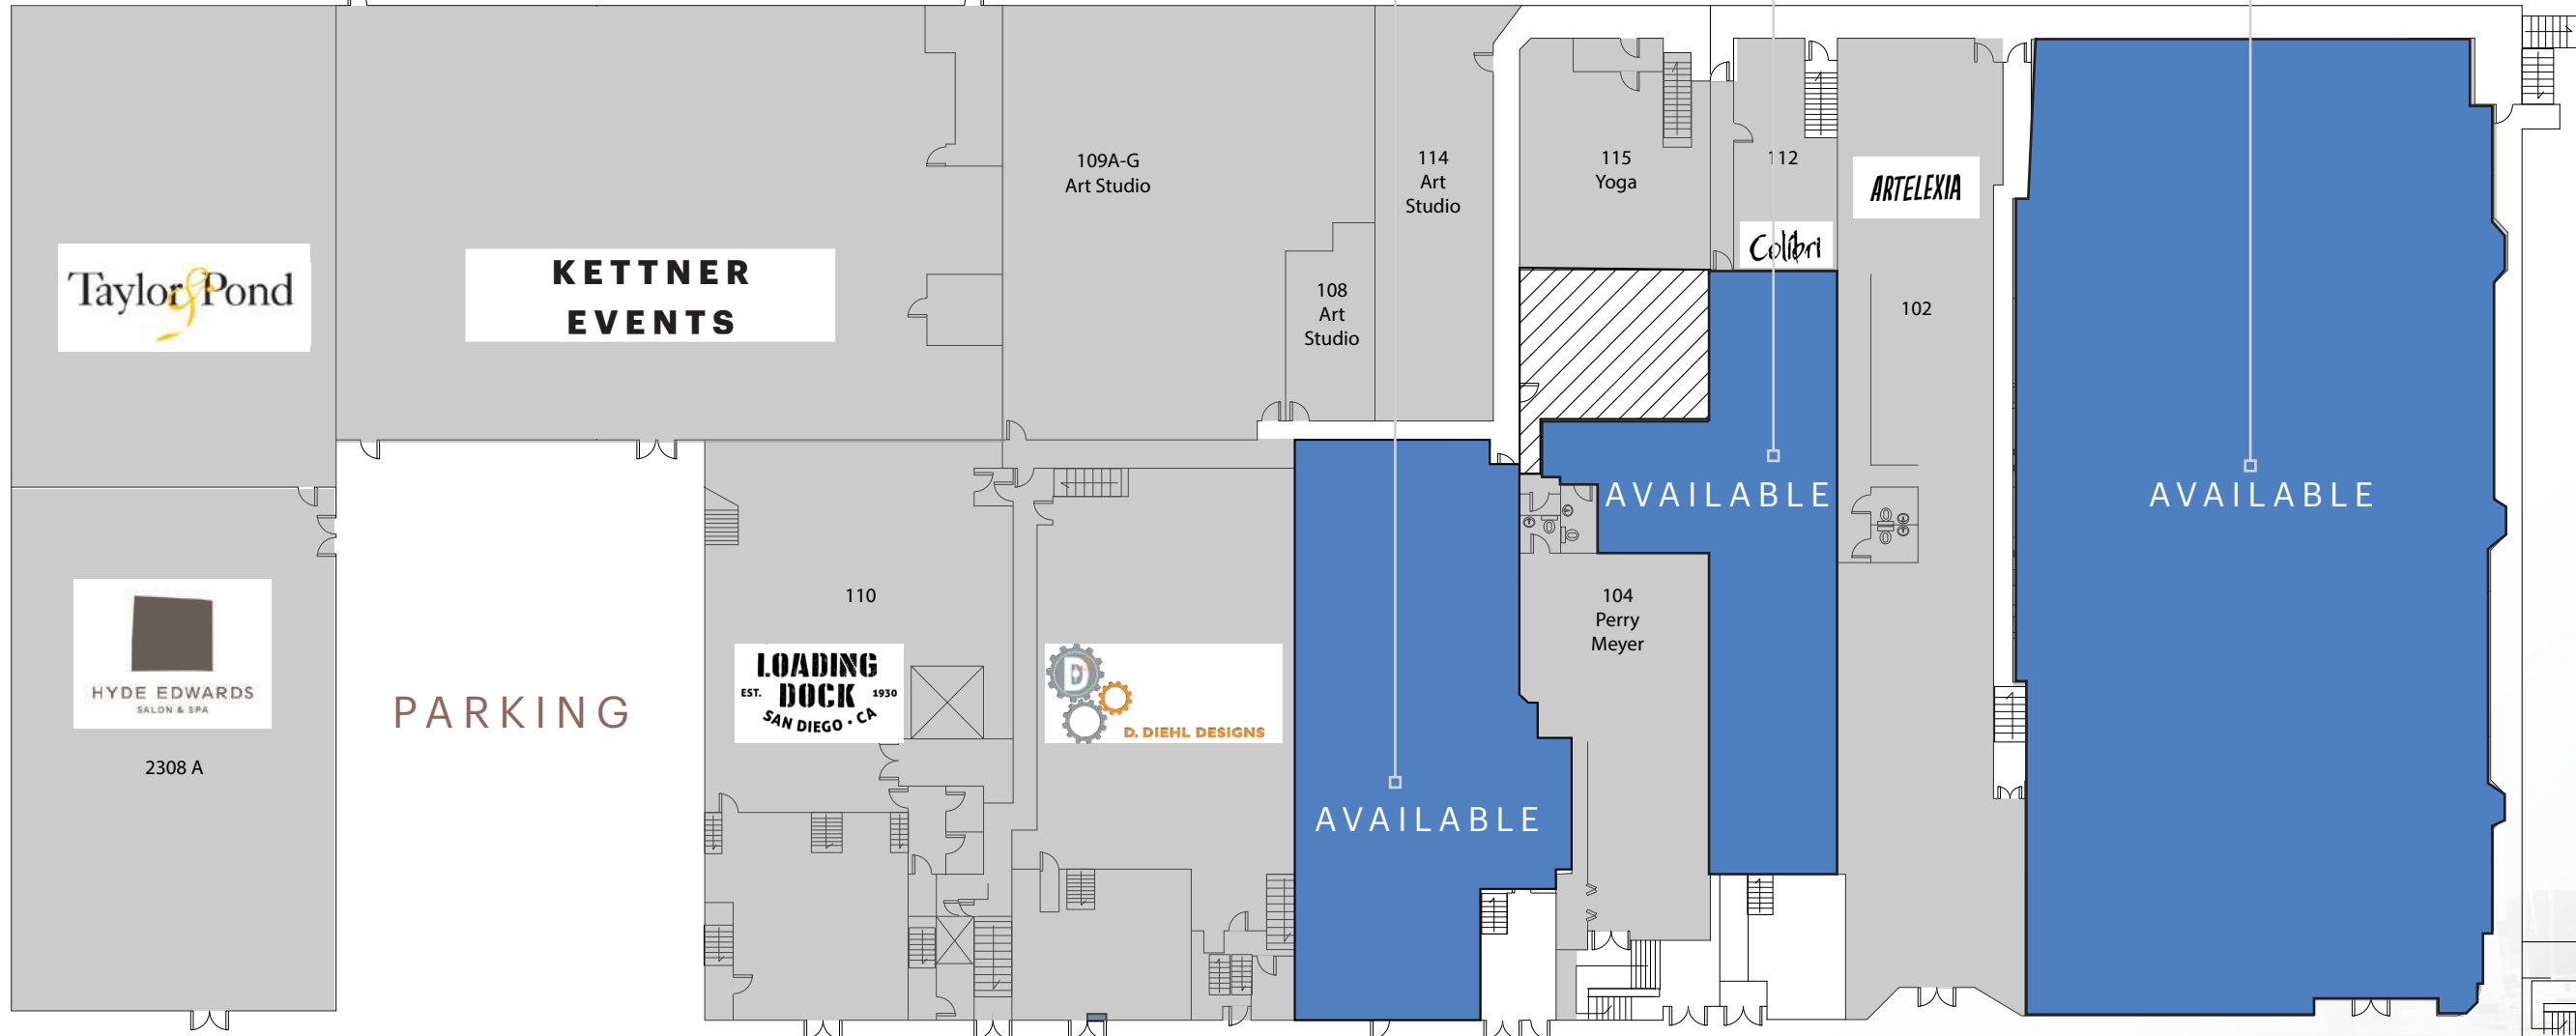 Taylor & Pond
KETTNER
EVENTS
109A-G
Art Studio
108
Art
Studio
114
Art
Studio
115
Yoga
112
Colibri
ARTELEXIA
102
AVAILABLE
AVAILABLE
HYDE EDWARDS
SALON & SPA
2308 A
PARKING
110
LOADING
EST. DOCK 1930
SAN DIEGO • CA
D
D. DIEHL DESIGNS
AVAILABLE
104
Perry
Meyer